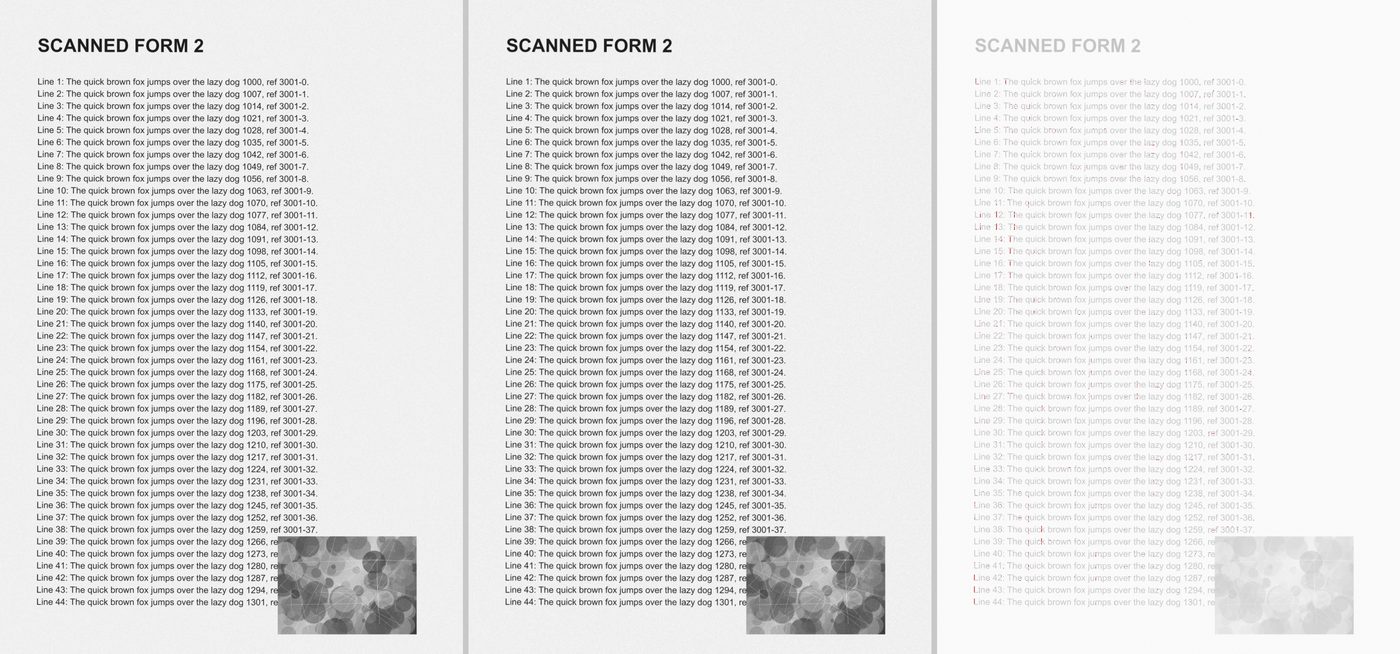 SCANNED FORM 2
Line 1: The quick brown fox jumps over the lazy dog 1000, ref 3001-0.
Line 2: The quick brown fox jumps over the lazy dog 1007, ref 3001-1.
Line 3: The quick brown fox jumps over the lazy dog 1014, ref 3001-2.
Line 4: The quick brown fox jumps over the lazy dog 1021, ref 3001-3.
Line 5: The quick brown fox jumps over the lazy dog 1028, ref 3001-4.
Line 6: The quick brown fox jumps over the lazy dog 1035, ref 3001-5.
Line 7: The quick brown fox jumps over the lazy dog 1042, ref 3001-6.
Line 8: The quick brown fox jumps over the lazy dog 1049, ref 3001-7.
Line 9: The quick brown fox jumps over the lazy dog 1056, ref 3001-8.
Line 10: The quick brown fox jumps over the lazy dog 1063, ref 3001-9.
Line 11: The quick brown fox jumps over the lazy dog 1070, ref 3001-10.
Line 12: The quick brown fox jumps over the lazy dog 1077, ref 3001-11.
Line 13: The quick brown fox jumps over the lazy dog 1084, ref 3001-12.
Line 14: The quick brown fox jumps over the lazy dog 1091, ref 3001-13.
Line 15: The quick brown fox jumps over the lazy dog 1098, ref 3001-14.
Line 16: The quick brown fox jumps over the lazy dog 1105, ref 3001-15.
Line 17: The quick brown fox jumps over the lazy dog 1112, ref 3001-16.
Line 18: The quick brown fox jumps over the lazy dog 1119, ref 3001-17.
Line 19: The quick brown fox jumps over the lazy dog 1126, ref 3001-18.
Line 20: The quick brown fox jumps over the lazy dog 1133, ref 3001-19.
Line 21: The quick brown fox jumps over the lazy dog 1140, ref 3001-20.
Line 22: The quick brown fox jumps over the lazy dog 1147, ref 3001-21.
Line 23: The quick brown fox jumps over the lazy dog 1154, ref 3001-22.
Line 24: The quick brown fox jumps over the lazy dog 1161, ref 3001-23.
Line 25: The quick brown fox jumps over the lazy dog 1168, ref 3001-24.
Line 26: The quick brown fox jumps over the lazy dog 1175, ref 3001-25.
Line 27: The quick brown fox jumps over the lazy dog 1182, ref 3001-26.
Line 28: The quick brown fox jumps over the lazy dog 1189, ref 3001-27.
Line 29: The quick brown fox jumps over the lazy dog 1196, ref 3001-28.
Line 30: The quick brown fox jumps over the lazy dog 1203, ref 3001-29.
Line 31: The quick brown fox jumps over the lazy dog 1210, ref 3001-30.
Line 32: The quick brown fox jumps over the lazy dog 1217, ref 3001-31.
Line 33: The quick brown fox jumps over the lazy dog 1224, ref 3001-32.
Line 34: The quick brown fox jumps over the lazy dog 1231, ref 3001-33.
Line 35: The quick brown fox jumps over the lazy dog 1238, ref 3001-34.
Line 36: The quick brown fox jumps over the lazy dog 1245, ref 3001-35.
Line 37: The quick brown fox jumps over the lazy dog 1252, ref 3001-36.
Line 38: The quick brown fox jumps over the lazy dog 1259, ref 3001-37.
Line 39: The quick brown fox jumps over the lazy dog 1266, re
Line 40: The quick brown fox jumps over the lazy dog 1273, re
Line 41: The quick brown fox jumps over the lazy dog 1280, re
Line 42: The quick brown fox jumps over the lazy dog 1287, re
Line 43: The quick brown fox jumps over the lazy dog 1294, re
Line 44: The quick brown fox jumps over the lazy dog 1301, re
SCANNED FORM 2
Line 1: The quick brown fox jumps over the lazy dog 1000, ref 3001-0.
Line 2: The quick brown fox jumps over the lazy dog 1007, ref 3001-1.
Line 3: The quick brown fox jumps over the lazy dog 1014, ref 3001-2.
Line 4: The quick brown fox jumps over the lazy dog 1021, ref 3001-3.
Line 5: The quick brown fox jumps over the lazy dog 1028, ref 3001-4.
Line 6: The quick brown fox jumps over the lazy dog 1035, ref 3001-5.
Line 7: The quick brown fox jumps over the lazy dog 1042, ref 3001-6.
Line 8: The quick brown fox jumps over the lazy dog 1049, ref 3001-7.
Line 9: The quick brown fox jumps over the lazy dog 1056, ref 3001-8.
Line 10: The quick brown fox jumps over the lazy dog 1063, ref 3001-9.
Line 11: The quick brown fox jumps over the lazy dog 1070, ref 3001-10.
Line 12: The quick brown fox jumps over the lazy dog 1077, ref 3001-11.
Line 13: The quick brown fox jumps over the lazy dog 1084, ref 3001-12.
Line 14: The quick brown fox jumps over the lazy dog 1091, ref 3001-13.
Line 15: The quick brown fox jumps over the lazy dog 1098, ref 3001-14.
Line 16: The quick brown fox jumps over the lazy dog 1105, ref 3001-15.
Line 17: The quick brown fox jumps over the lazy dog 1112, ref 3001-16.
Line 18: The quick brown fox jumps over the lazy dog 1119, ref 3001-17.
Line 19: The quick brown fox jumps over the lazy dog 1126, ref 3001-18.
Line 20: The quick brown fox jumps over the lazy dog 1133, ref 3001-19.
Line 21: The quick brown fox jumps over the lazy dog 1140, ref 3001-20.
Line 22: The quick brown fox jumps over the lazy dog 1147, ref 3001-21.
Line 23: The quick brown fox jumps over the lazy dog 1154, ref 3001-22.
Line 24: The quick brown fox jumps over the lazy dog 1161, ref 3001-23.
Line 25: The quick brown fox jumps over the lazy dog 1168, ref 3001-24.
Line 26: The quick brown fox jumps over the lazy dog 1175, ref 3001-25.
Line 27: The quick brown fox jumps over the lazy dog 1182, ref 3001-26.
Line 28: The quick brown fox jumps over the lazy dog 1189, ref 3001-27.
Line 29: The quick brown fox jumps over the lazy dog 1196, ref 3001-28.
Line 30: The quick brown fox jumps over the lazy dog 1203, ref 3001-29.
Line 31: The quick brown fox jumps over the lazy dog 1210, ref 3001-30.
Line 32: The quick brown fox jumps over the lazy dog 1217, ref 3001-31.
Line 33: The quick brown fox jumps over the lazy dog 1224, ref 3001-32.
Line 34: The quick brown fox jumps over the lazy dog 1231, ref 3001-33.
Line 35: The quick brown fox jumps over the lazy dog 1238, ref 3001-34.
Line 36: The quick brown fox jumps over the lazy dog 1245, ref 3001-35.
Line 37: The quick brown fox jumps over the lazy dog 1252, ref 3001-36.
Line 38: The quick brown fox jumps over the lazy dog 1259, ref 3001-37.
Line 39: The quick brown fox jumps over the lazy dog 1266, re
Line 40: The quick brown fox jumps over the lazy dog 1273, re
Line 41: The quick brown fox jumps over the lazy dog 1280, re
Line 42: The quick brown fox jumps over the lazy dog 1287, re
Line 43: The quick brown fox jumps over the lazy dog 1294, re
Line 44: The quick brown fox jumps over the lazy dog 1301, re
SCANNED FORM 2
Line 1: The quick brown fox jumps over the lazy dog 1000, ref 3001-0.
Line 2: The quick brown fox jumps over the lazy dog 1007, ref 3001-1.
Line 3: The quick brown fox jumps over the lazy dog 1014, ref 3001-2.
Line 4: The quick brown fox jumps over the lazy dog 1021, ref 3001-3.
Line 5: The quick brown fox jumps over the lazy dog 1028, ref 3001-4.
Line 6: The quick brown fox jumps over the lazy dog 1035, ref 3001-5.
Line 7: The quick brown fox jumps over the lazy dog 1042, ref 3001-6.
Line 8: The quick brown fox jumps over the lazy dog 1049, ref 3001-7.
Line 9: The quick brown fox jumps over the lazy dog 1056, ref 3001-8.
Line 10: The quick brown fox jumps over the lazy dog 1063, ref 3001-9.
Line 11: The quick brown fox jumps over the lazy dog 1070, ref 3001-10.
Line 12: The quick brown fox jumps over the lazy dog 1077, ref 3001-11.
Line 13: The quick brown fox jumps over the lazy dog 1084, ref 3001-12.
Line 14: The quick brown fox jumps over the lazy dog 1091, ref 3001-13.
Line 15: The quick brown fox jumps over the lazy dog 1098, ref 3001-14.
Line 16: The quick brown fox jumps over the lazy dog 1105, ref 3001-15.
Line 17: The quick brown fox jumps over the lazy dog 1112, ref 3001-16.
Line 18: The quick brown fox jumps over the lazy dog 1119, ref 3001-17.
Line 19: The quick brown fox jumps over the lazy dog 1126, ref 3001-18.
Line 20: The quick brown fox jumps over the lazy dog 1133, ref 3001-19.
Line 21: The quick brown fox jumps over the lazy dog 1140, ref 3001-20.
Line 22: The quick brown fox jumps over the lazy dog 1147, ref 3001-21.
Line 23: The quick brown fox jumps over the lazy dog 1154, ref 3001-22.
Line 24: The quick brown fox jumps over the lazy dog 1161, ref 3001-23.
Line 25: The quick brown fox jumps over the lazy dog 1168, ref 3001-24.
Line 26: The quick brown fox jumps over the lazy dog 1175, ref 3001-25.
Line 27: The quick brown fox jumps over the lazy dog 1182, ref 3001-26.
Line 28: The quick brown fox jumps over the lazy dog 1189, ref 3001-27.
Line 29: The quick brown fox jumps over the lazy dog 1196, ref 3001-28.
Line 30: The quick brown fox jumps over the lazy dog 1203, ref 3001-29.
Line 31: The quick brown fox jumps over the lazy dog 1210, ref 3001-30.
Line 32: The quick brown fox jumps over the lazy dog 1217, ref 3001-31.
Line 33: The quick brown fox jumps over the lazy dog 1224, ref 3001-32.
Line 34: The quick brown fox jumps over the lazy dog 1231, ref 3001-33.
Line 35: The quick brown fox jumps over the lazy dog 1238, ref 3001-34.
Line 36: The quick brown fox jumps over the lazy dog 1245, ref 3001-35.
Line 37: The quick brown fox jumps over the lazy dog 1252, ref 3001-36.
Line 38: The quick brown fox jumps over the lazy dog 1259, ref 3001-37.
Line 39: The quick brown fox jumps over the lazy dog 1266, re
Line 40: The quick brown fox jumps over the lazy dog 1273, re
Line 41: The quick brown fox jumps over the lazy dog 1280, re
Line 42: The quick brown fox jumps over the lazy dog 1287, re
Line 43: The quick brown fox jumps over the lazy dog 1294, re
Line 44: The quick brown fox jumps over the lazy dog 1301, re